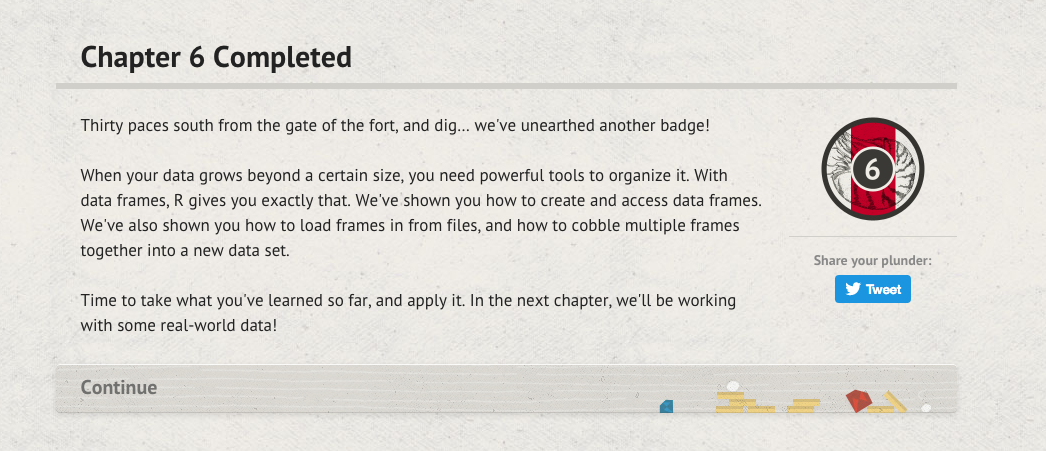 Chapter 6 Completed
Thirty paces south from the gate of the fort, and dig... we've unearthed another badge!
When your data grows beyond a certain size, you need powerful tools to organize it. With
data frames, R gives you exactly that. We've shown you how to create and access data frames.
We've also shown you how to load frames in from files, and how to cobble multiple frames
together into a new data set.
Time to take what you've learned so far, and apply it. In the next chapter, we'll be working
with some real-world data!
6
Share your plunder:
Tweet
Continue